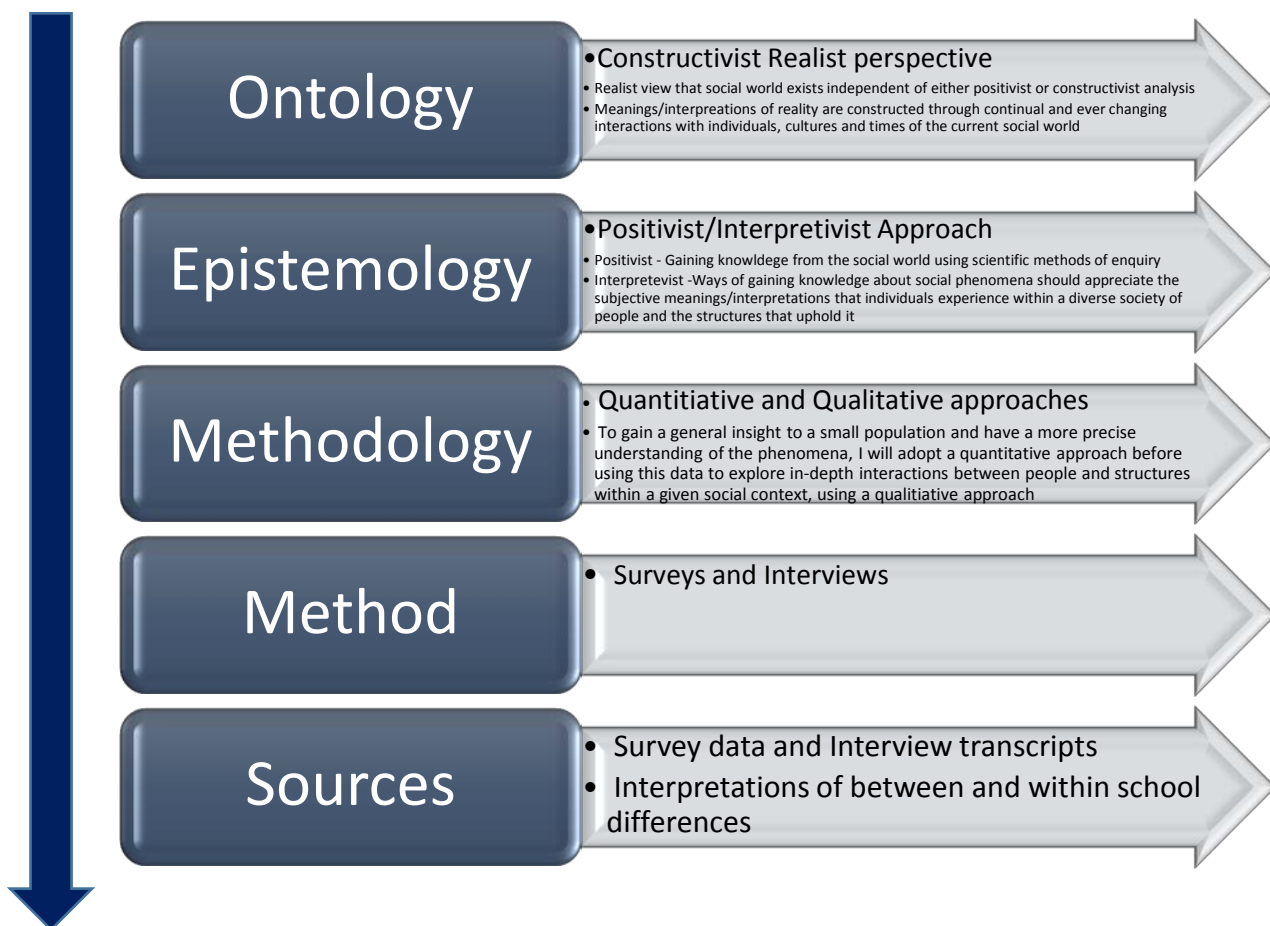 Ontology
•Constructivist Realist perspective
• Realist view that social world exists independent of either positivist or constructivist analysis
• Meanings/interpreations of reality are constructed through continual and ever changing
interactions with individuals, cultures and times of the current social world
Epistemology
•Positivist/Interpretivist Approach
• Positivist - Gaining knowldege from the social world using scientific methods of enquiry
• Interpretevist -Ways of gaining knowledge about social phenomena should appreciate the
subjective meanings/interpretations that individuals experience within a diverse society of
people and the structures that uphold it
Methodology
• Quantitiative and Qualitative approaches
• To gain a general insight to a small population and have a more precise
understanding of the phenomena, I will adopt a quantitative approach before
using this data to explore in-depth interactions between people and structures
within a given social context, using a qualitiative approach
Method
• Surveys and Interviews
Sources
• Survey data and Interview transcripts
• Interpretations of between and within school
differences